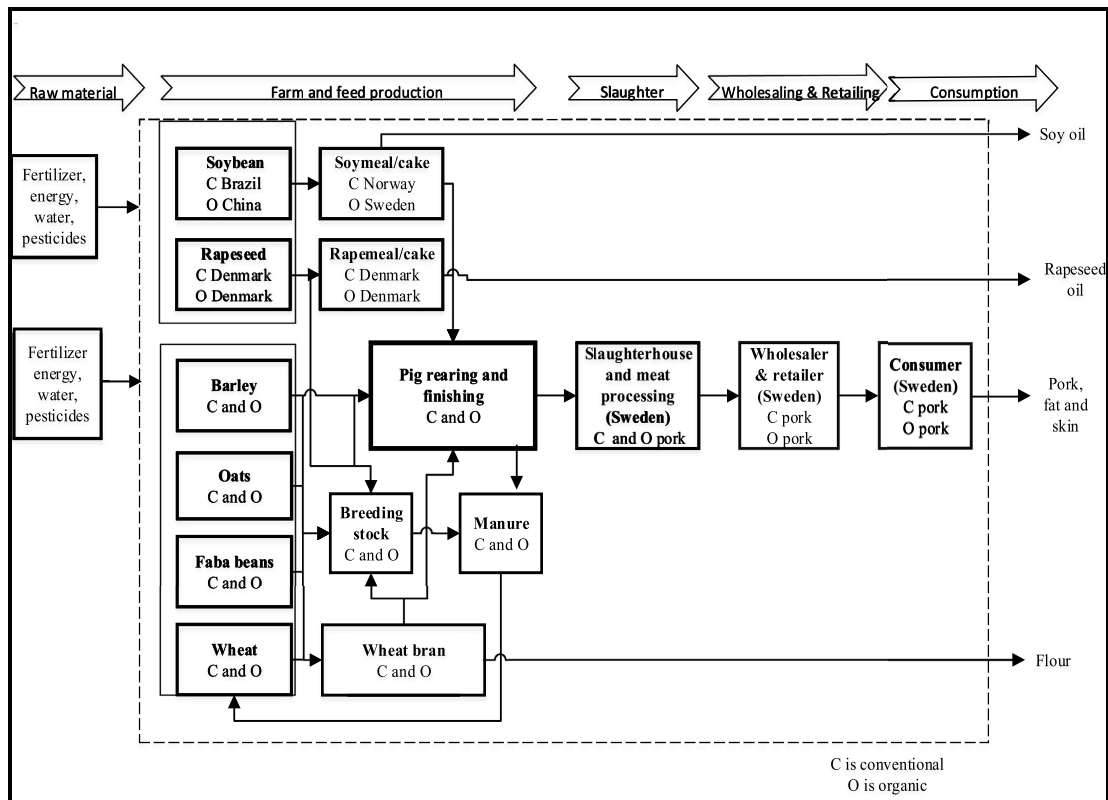 Raw material
Farm and feed production
Slaughter
Wholesaling & Retailing
Consumption
Fertilizer,
energy,
water,
pesticides
Soybean
C Brazil
O China
Soymeal/cake
C Norway
O Sweden
Soy oil
Rapeseed
C Denmark
O Denmark
Rapemeal/cake
C Denmark
O Denmark
Rapeseed
oil
Fertilizer
energy,
water,
pesticides
Barley
C and O
Pig rearing and
finishing
C and O
Slaughterhouse
and meat
processing
(Sweden)
C and O pork
Wholesaler
& retailer
(Sweden)
C pork
O pork
Consumer
(Sweden)
C pork
O pork
Pork,
fat and
skin
Oats
C and O
Breeding
stock
C and O
Manure
C and O
Faba beans
C and O
Wheat
C and O
Wheat bran
C and O
Flour
C is conventional
O is organic